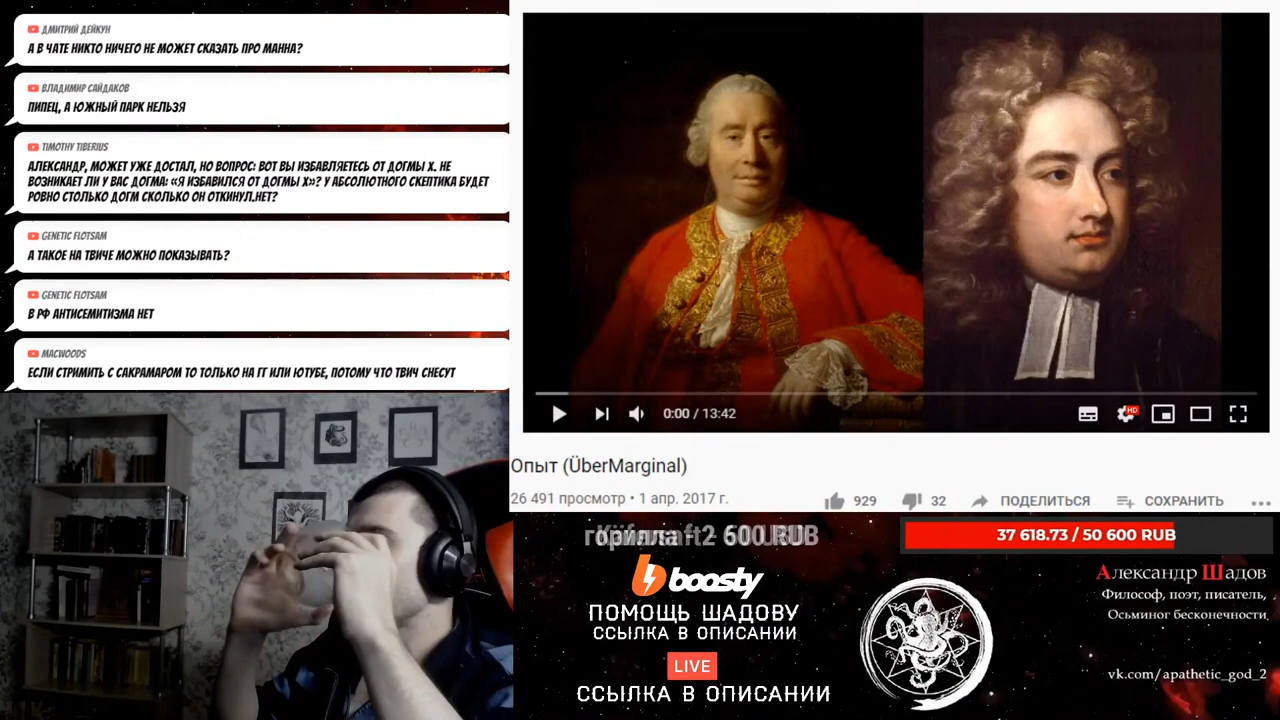 ДМИТРИЙ ДЕЙКУН
А В ЧАТЕ НИКТО НИЧЕГО НЕ МОЖЕТ СКАЗАТЬ ПРО МАННА?
ВЛАДИМИР САЙДАКОВ
ПИПЕЦ, А ЮЖНЫЙ ПАРК НЕЛЬЗЯ
TIMOTHY TIBERIUS
АЛЕКСАНДР, МОЖЕТ УЖЕ ДОСТАЛ, НО ВОПРОС: ВОТ ВЫ ИЗБАВЛЯЕТЕСЬ ОТ ДОГМЫ Х. НЕ
ВОЗНИКАЕТ ЛИ У ВАС ДОГМА: «Я ИЗБАВИЛСЯ ОТ ДОГМЫ Х»? У АБСОЛЮТНОГО СКЕПТИКА БУДЕТ
РОВНО СТОЛЬКО ДОГМ СКОЛЬКО ОН ОТКИНУЛ.НЕТ?
GENETIC FLOTSAM
А ТАКОЕ НА ТВИЧЕ МОЖНО ПОКАЗЫВАТЬ?
GENETIC FLOTSAM
В РФ АНТИСЕМИТИЗМА НЕТ
MACWOODS
ЕСЛИ СТРИМИТЬ С САКРАМАРОМ ТО ТОЛЬКО НА ГГ ИЛИ ЮТУБЕ, ПОТОМУ ЧТО ТВИЧ СНЕСУТ
0:00 / 13:42
HD
Опыт (ÜberMarginal)
26 491 просмотр • 1 апр. 2017 г.
929
32
ПОДЕЛИТЬСЯ
СОХРАНИТЬ
600 RUB
boosty
ПОМОЩЬ ШАДОВУ
ССЫЛКА В ОПИСАНИИ
LIVE
ССЫЛКА В ОПИСАНИИ
37 618.73 / 50 600 RUB
Александр Шадов
Философ, поэт, писатель,
Осьминог бесконечности
vk.com/apathetic_god_2